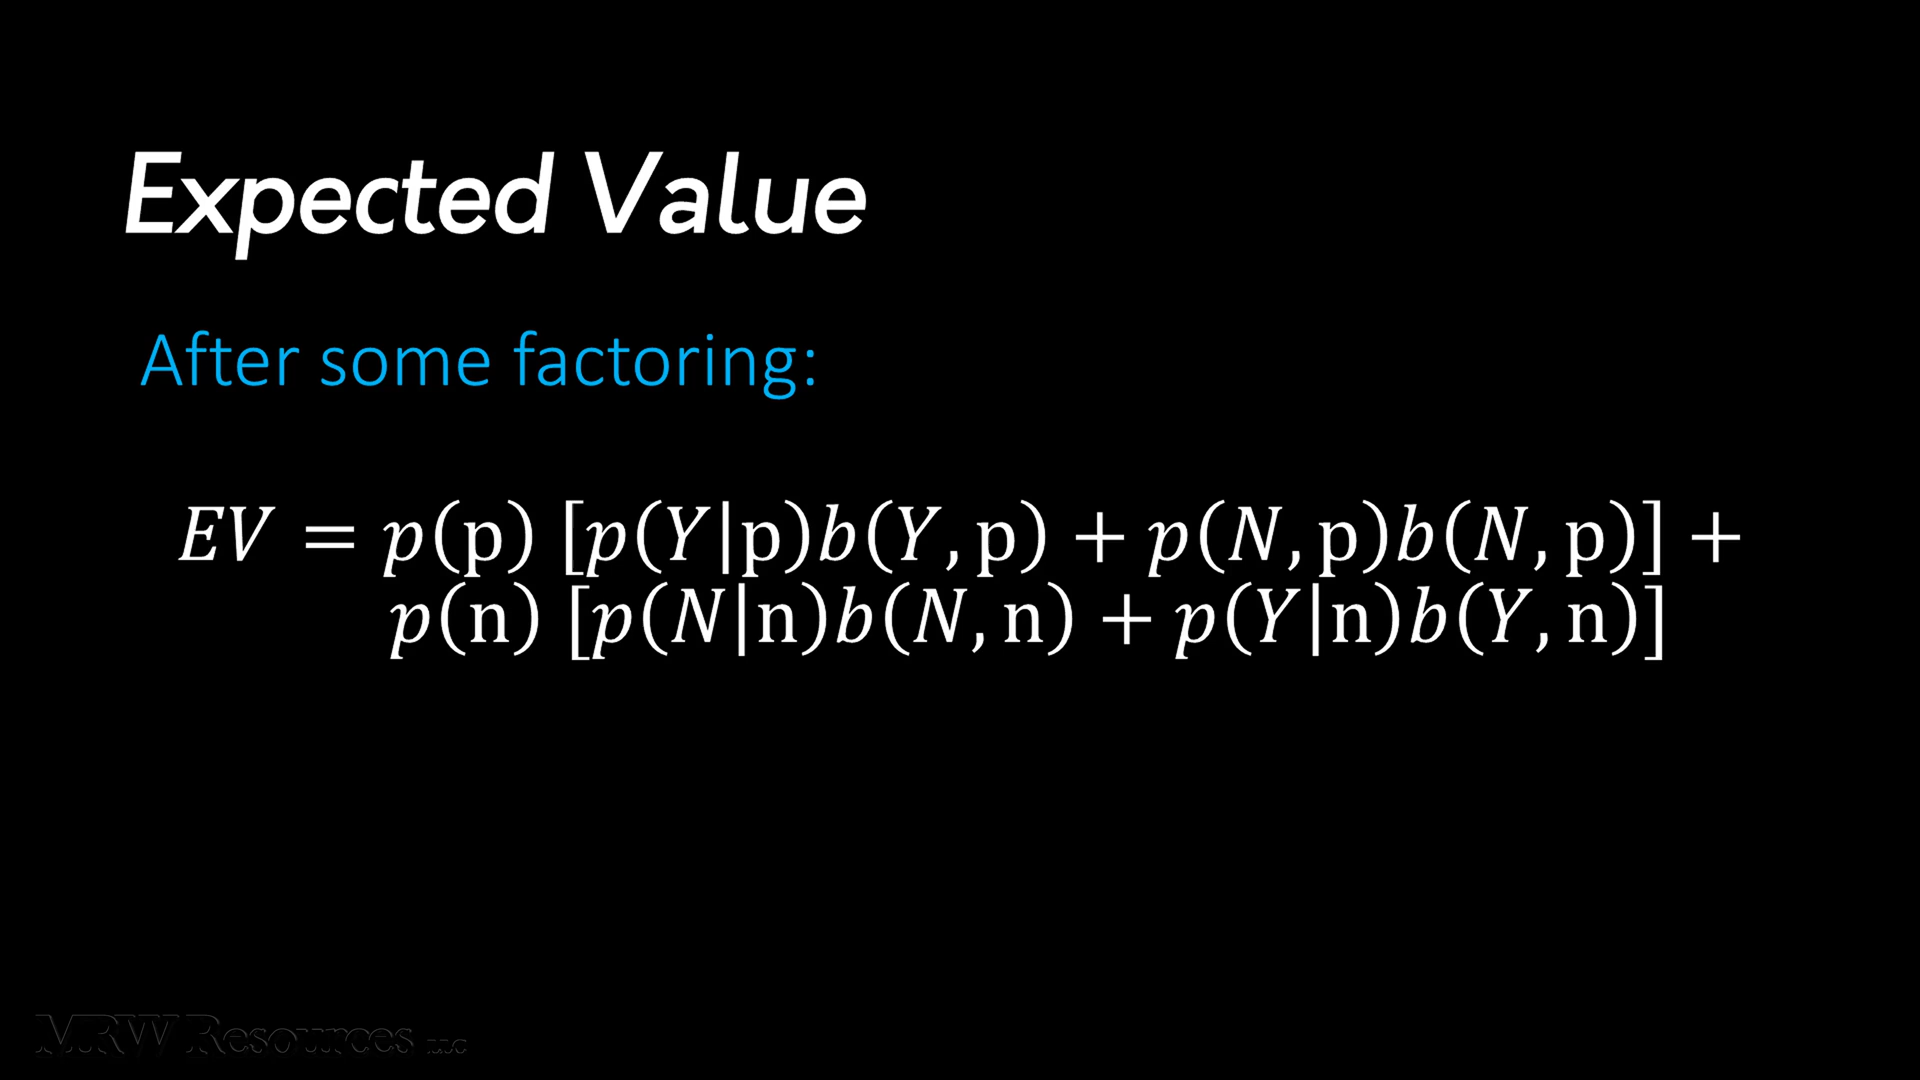 Expected Value
After some factoring:
EV = p(p) [p(Y|p)b(Y, p) + p(N, p)b(N, p)] +
p(n) [p(N|n)b(N, n) + p(Y|n)b(Y, n)]
MRW Resources LLC